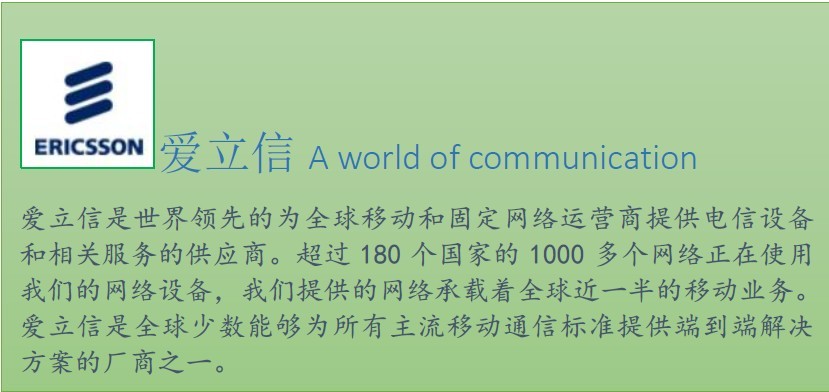 ERICSSON
爱立信 A world of communication
爱立信是世界领先的为全球移动和固定网络运营商提供电信设备
和相关服务的供应商。超过 180 个国家的 1000 多个网络正在使用
我们的网络设备，我们提供的网络承载着全球近一半的移动业务。
爱立信是全球少数能够为所有主流移动通信标准提供端到端解决
方案的厂商之一。